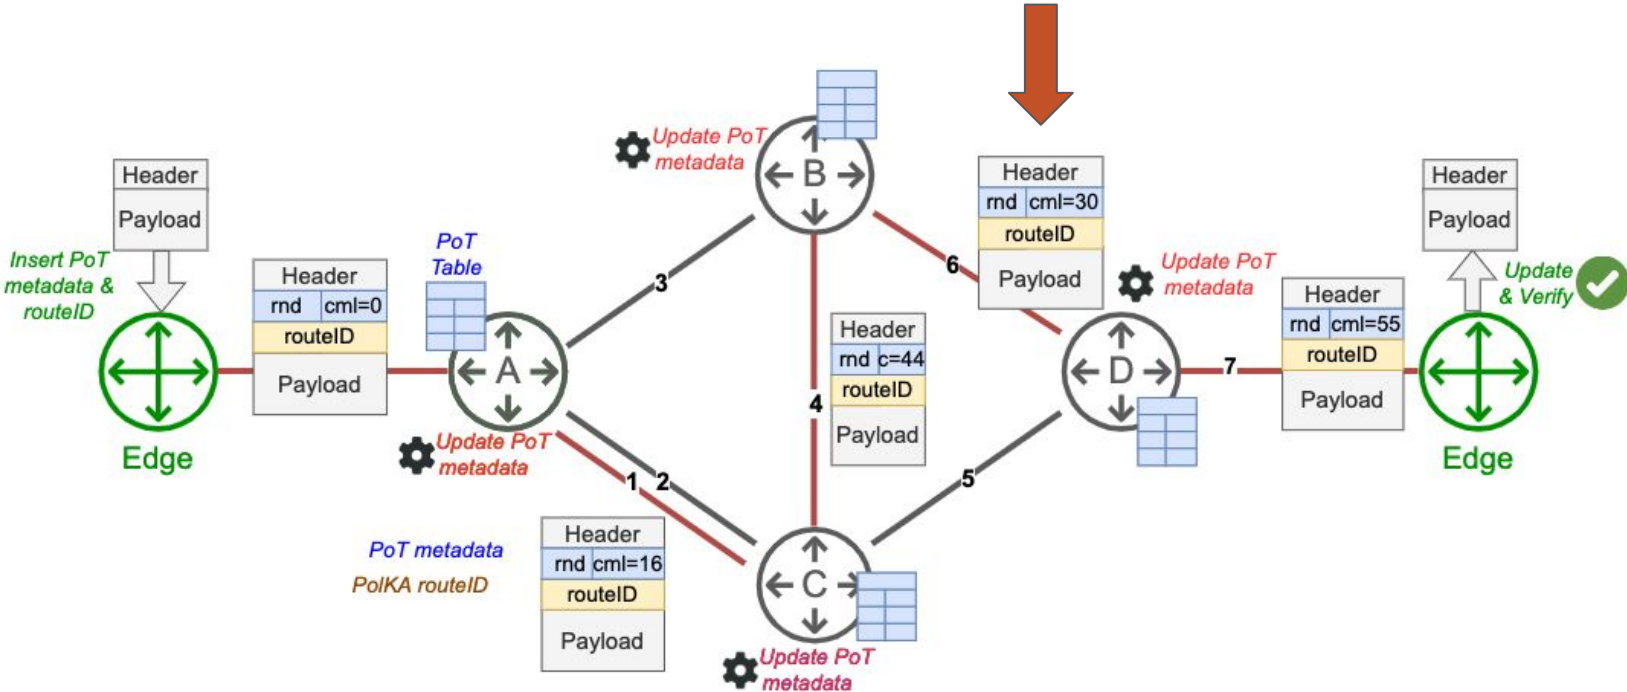 Header
Payload
Insert PoT
metadata &
routeID
Edge
Header
rnd cml=0
routeID
Payload
PoT
Table
A
Update PoT
metadata
3
1
2
PoT metadata
PolKA routeID
Header
rnd cml=16
routeID
Payload
Update PoT
metadata
B
4
Header
rnd c=44
routeID
Payload
C
Update PoT
metadata
Header
rnd cml=30
routeID
Payload
6
5
Update PoT
metadata
D
7
Header
rnd cml=55
routeID
Payload
Header
Payload
Update
& Verify
Edge